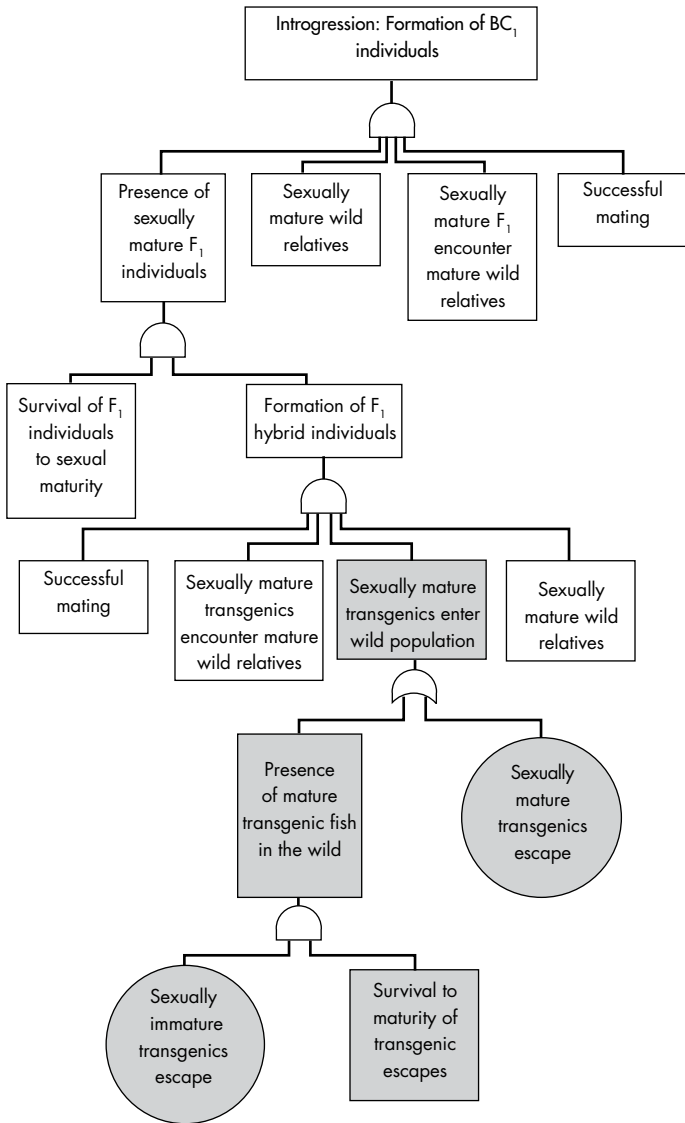 Introgression: Formation of BC₁
individuals
Presence of
sexually
mature F₁
individuals
Sexually
mature wild
relatives
Sexually
mature F₁
encounter
mature wild
relatives
Successful
mating
Survival of F₁
individuals
to sexual
maturity
Formation of F₁
hybrid individuals
Successful
mating
Sexually mature
transgenics
encounter mature
wild relatives
Sexually mature
transgenics enter
wild population
Sexually
mature wild
relatives
Presence
of mature
transgenic fish
in the wild
Sexually
mature
transgenics
escape
Sexually
immature
transgenics
escape
Survival to
maturity of
transgenic
escapes